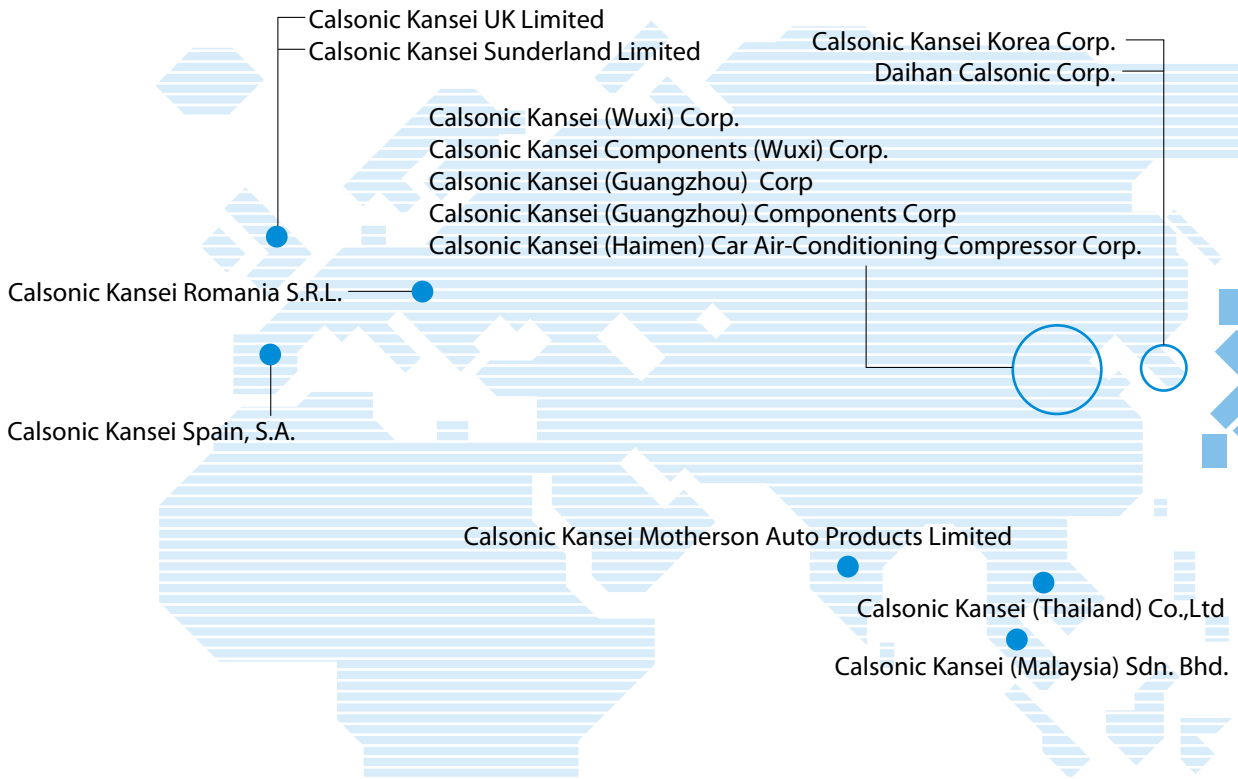 Calsonic Kansei UK Limited
Calsonic Kansei Sunderland Limited
Calsonic Kansei Korea Corp.
Daihan Calsonic Corp.
Calsonic Kansei (Wuxi) Corp.
Calsonic Kansei Components (Wuxi) Corp.
Calsonic Kansei (Guangzhou) Corp
Calsonic Kansei (Guangzhou) Components Corp
Calsonic Kansei (Haimen) Car Air-Conditioning Compressor Corp.
Calsonic Kansei Romania S.R.L.
Calsonic Kansei Spain, S.A.
Calsonic Kansei Motherson Auto Products Limited
Calsonic Kansei (Thailand) Co.,Ltd
Calsonic Kansei (Malaysia) Sdn. Bhd.